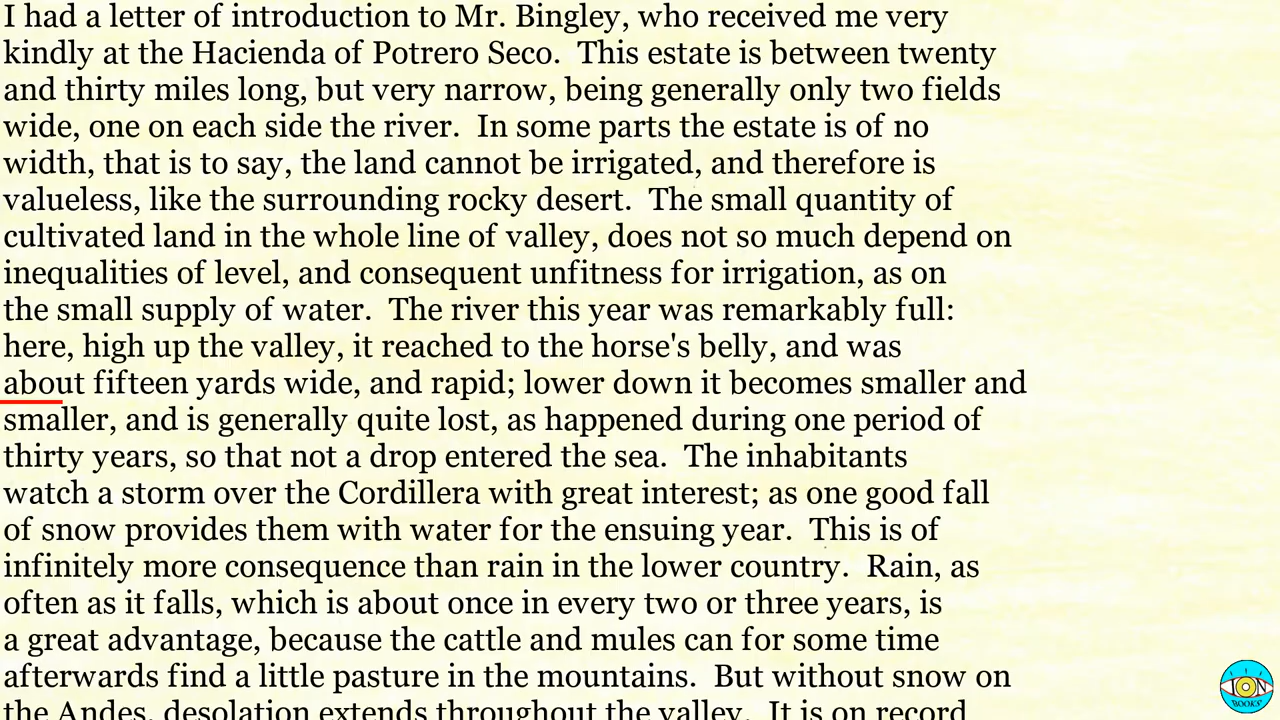 I had a letter of introduction to Mr. Bingley, who received me very
kindly at the Hacienda of Potrero Seco.  This estate is between twenty
and thirty miles long, but very narrow, being generally only two fields
wide, one on each side the river.  In some parts the estate is of no
width, that is to say, the land cannot be irrigated, and therefore is
valueless, like the surrounding rocky desert.  The small quantity of
cultivated land in the whole line of valley, does not so much depend on
inequalities of level, and consequent unfitness for irrigation, as on
the small supply of water.  The river this year was remarkably full:
here, high up the valley, it reached to the horse's belly, and was
about fifteen yards wide, and rapid; lower down it becomes smaller and
smaller, and is generally quite lost, as happened during one period of
thirty years, so that not a drop entered the sea.  The inhabitants
watch a storm over the Cordillera with great interest; as one good fall
of snow provides them with water for the ensuing year.  This is of
infinitely more consequence than rain in the lower country.  Rain, as
often as it falls, which is about once in every two or three years, is
a great advantage, because the cattle and mules can for some time
afterwards find a little pasture in the mountains.  But without snow on
the Andes, desolation extends throughout the valley.  It is on record
BOOKS